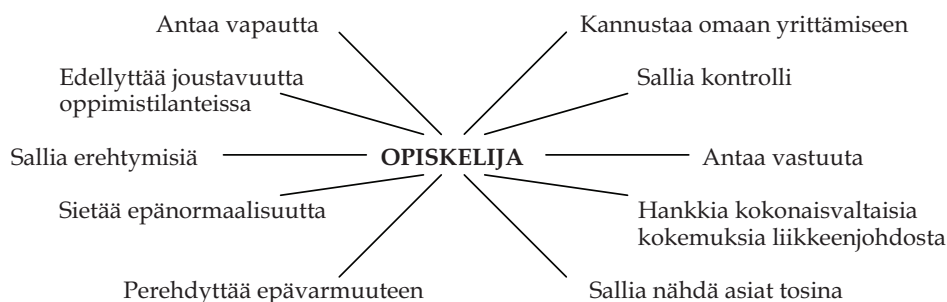 Antaa vapautta
Kannustaa omaan yrittämiseen
Edellyttää joustavuutta
oppimistilanteissa
Sallia kontrolli
Sallia erehtymisiä
OPISKELIJA
Antaa vastuuta
Sietää epänormaalisuutta
Hankkia kokonaisvaltaisia
kokemuksia liikkeenjohdosta
Perehdyttää epävarmuuteen
Sallia nähdä asiat tosina